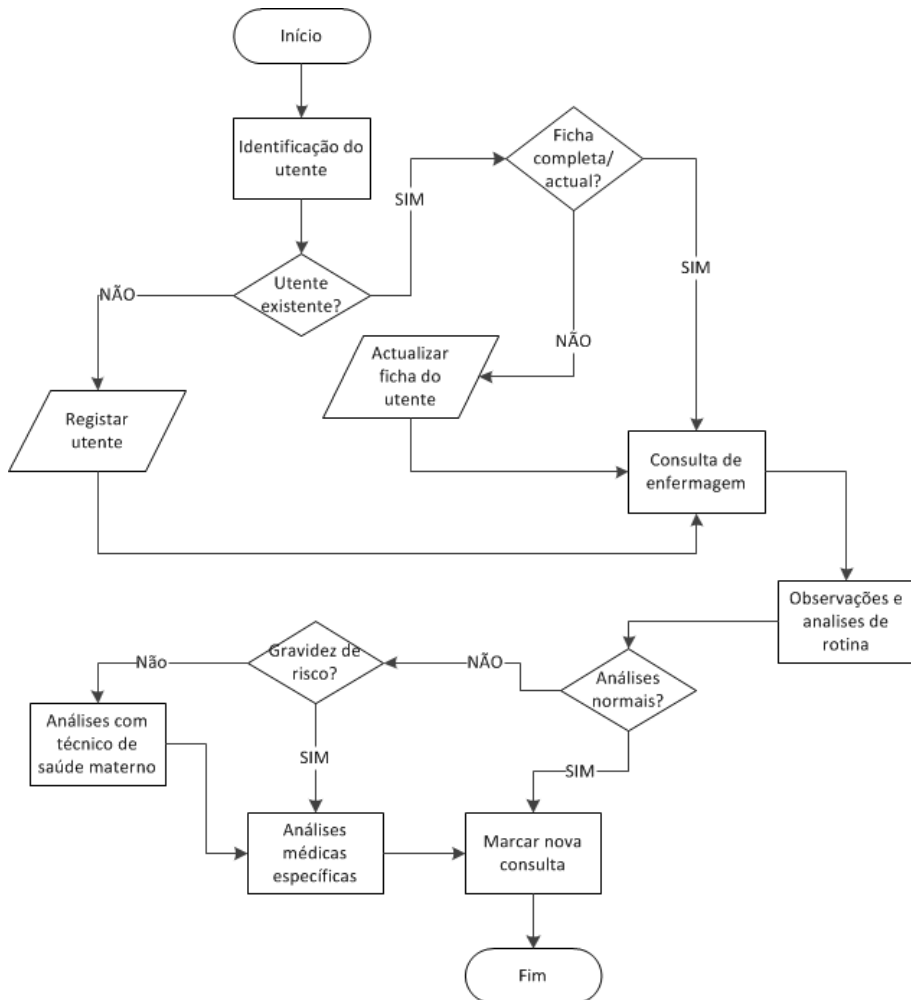 Início
Identificação do
utente
Ficha
completa/
actual?
SIM
SIM
Utente
existente?
NÃO
NÃO
Actualizar
ficha do
utente
Registar
utente
Consulta de
enfermagem
Observações e
analises de
rotina
Gravidez de
risco?
Não
NÃO
Análises
normais?
Análises com
técnico de
saúde materno
SIM
SIM
Análises
médicas
específicas
Marcar nova
consulta
Fim